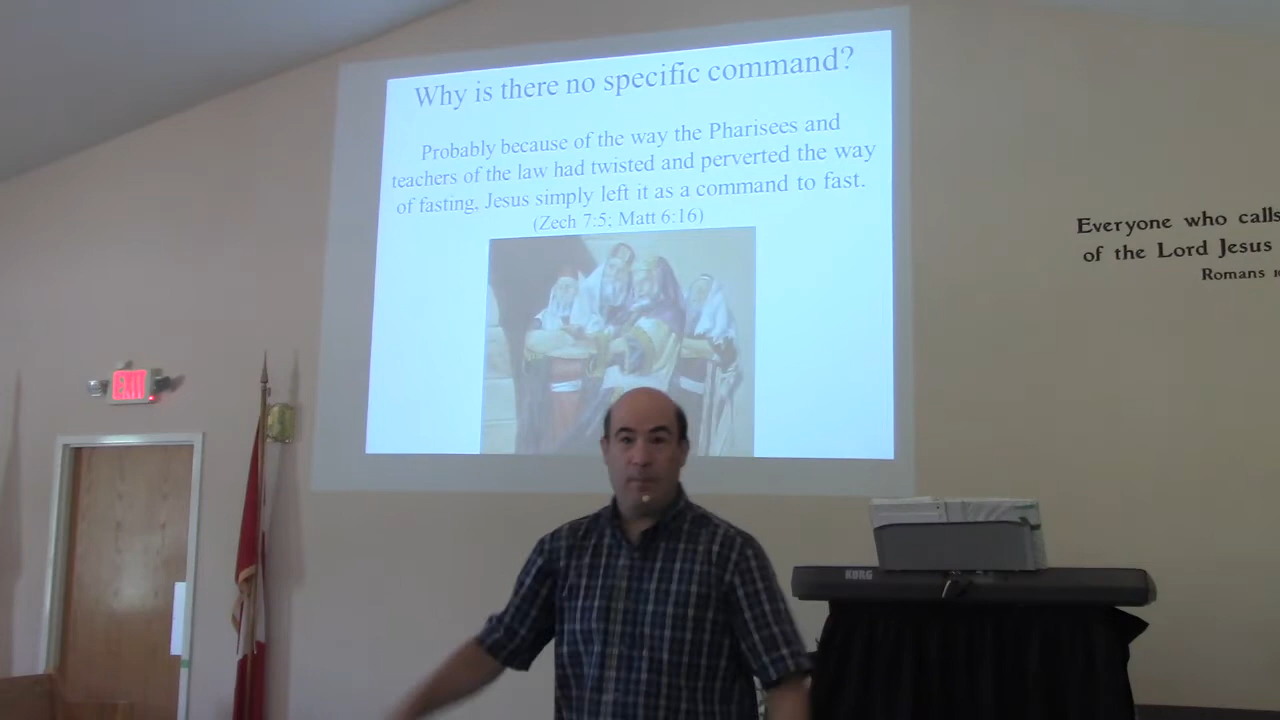 Why is there no specific command?
Probably because of the way the Pharisees and
teachers of the law had twisted and perverted the way
of fasting, Jesus simply left it as a command to fast.
(Zech 7:5; Matt 6:16)
Everyone who calls
of the Lord Jesus
Romans
EXIT
KORG